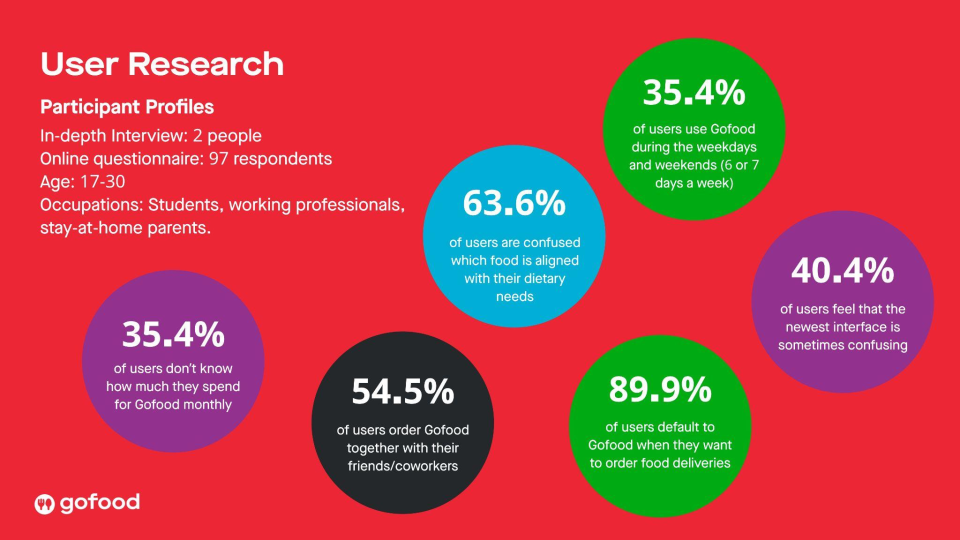 User Research
Participant Profiles
In-depth Interview: 2 people
Online questionnaire: 97 respondents
Age: 17-30
Occupations: Students, working professionals,
stay-at-home parents.
35.4%
of users use Gofood
during the weekdays
and weekends (6 or 7
days a week)
63.6%
of users are confused
which food is aligned
with their dietary
needs
40.4%
of users feel that the
newest interface is
sometimes confusing
35.4%
of users don't know
how much they spend
for Gofood monthly
54.5%
of users order Gofood
together with their
friends/coworkers
89.9%
of users default to
Gofood when they want
to order food deliveries
gofood